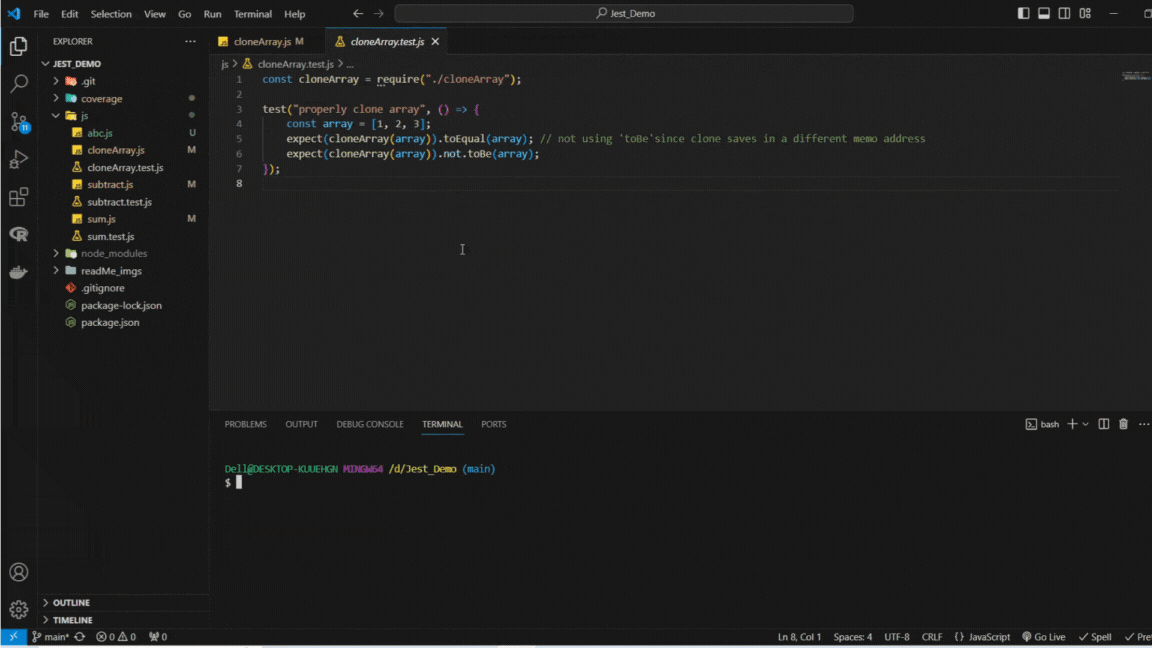 File Edit Selection View Go Run Terminal Help
Jest_Demo
EXPLORER
JEST_DEMO
.git
coverage
js
abc.js U
cloneArray.js M
cloneArray.test.js
subtract.js M
subtract.test.js
sum.js M
sum.test.js
node_modules
readMe_imgs
.gitignore
package-lock.json
package.json
OUTLINE
TIMELINE
11
cloneArray.js M
cloneArray.test.js
js > cloneArray.test.js > ...
1 const cloneArray = require("./cloneArray");
2
3 test("properly clone array", () => {
4 const array = [1, 2, 3];
5 expect(cloneArray(array)).toEqual(array); // not using 'toBe'since clone saves in a different memo address
6 expect(cloneArray(array)).not.toBe(array);
7 });
8
PROBLEMS OUTPUT DEBUG CONSOLE TERMINAL PORTS
bash
Dell@DESKTOP-KUUEHGN MINGW64 /d/Jest_Demo (main)
$
main* 0 0 0
Ln 8, Col 1 Spaces: 4 UTF-8 CRLF {} JavaScript Go Live Spell Pre